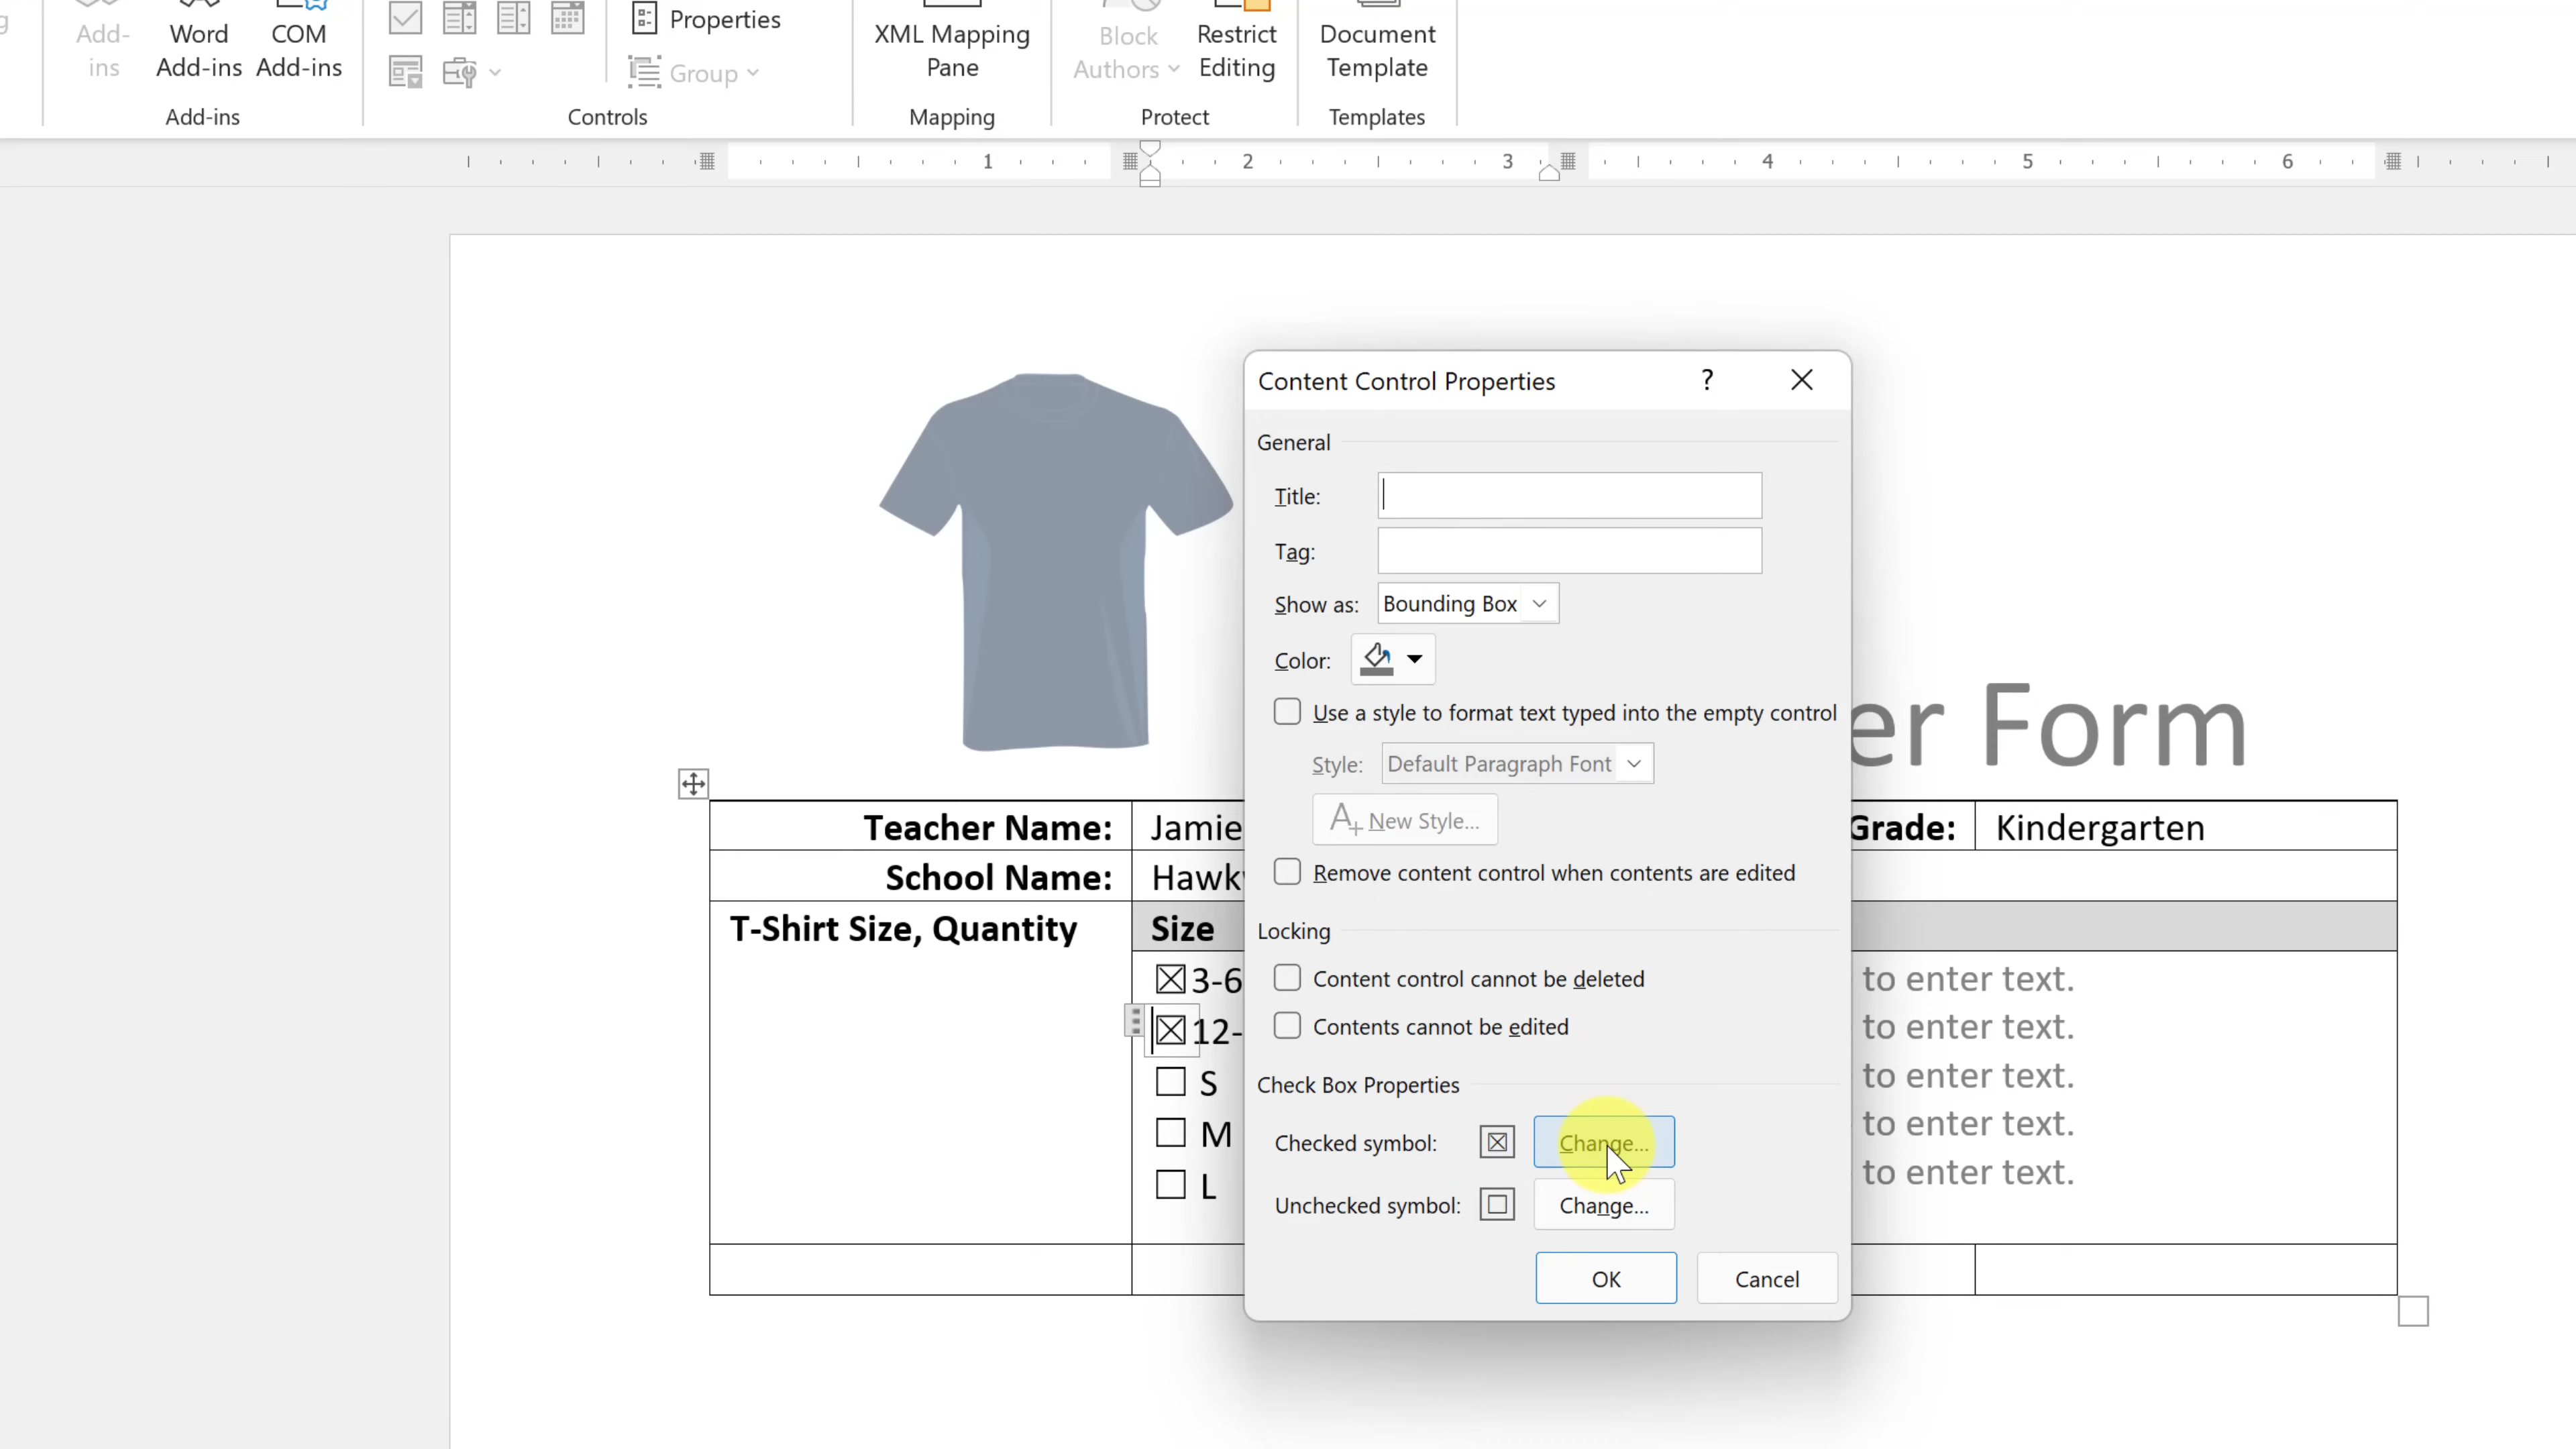 Add-ins
Word Add-ins
COM Add-ins
Add-ins
Properties
Group
Controls
XML Mapping Pane
Mapping
Block Authors
Restrict Editing
Protect
Document Template
Templates
1 2 3 4 5 6
er Form
Teacher Name: Jamie Grade: Kindergarten
School Name: Hawk
T-Shirt Size, Quantity Size
☒ 3-6 to enter text.
☒ 12- to enter text.
☐ S to enter text.
☐ M to enter text.
☐ L to enter text.
Content Control Properties ?
General
Title:
Tag:
Show as: Bounding Box
Color:
Use a style to format text typed into the empty control
Style: Default Paragraph Font
A+ New Style...
Remove content control when contents are edited
Locking
Content control cannot be deleted
Contents cannot be edited
Check Box Properties
Checked symbol: ☒ Change...
Unchecked symbol: ☐ Change...
OK Cancel